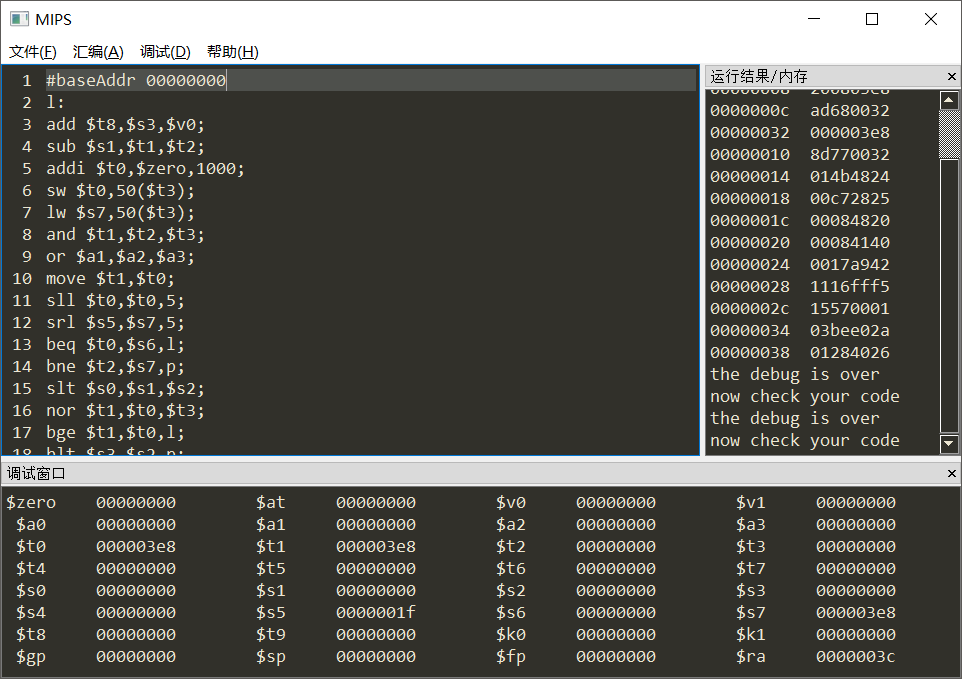 MIPS
文件(F) 汇编(A) 调试(D) 帮助(H)
1 #baseAddr 00000000
2 l:
3 add $t8,$s3,$v0;
4 sub $s1,$t1,$t2;
5 addi $t0,$zero,1000;
6 sw $t0,50($t3);
7 lw $s7,50($t3);
8 and $t1,$t2,$t3;
9 or $a1,$a2,$a3;
10 move $t1,$t0;
11 sll $t0,$t0,5;
12 srl $s5,$s7,5;
13 beq $t0,$s6,l;
14 bne $t2,$s7,p;
15 slt $s0,$s1,$s2;
16 nor $t1,$t0,$t3;
17 bge $t1,$t0,l;
18 blt $s3,$s2,p;
运行结果/内存
00000008 200803e8
0000000c ad680032
00000032 000003e8
00000010 8d770032
00000014 014b4824
00000018 00c72825
0000001c 00084820
00000020 00084140
00000024 0017a942
00000028 1116fff5
0000002c 15570001
00000034 03bee02a
00000038 01284026
the debug is over
now check your code
the debug is over
now check your code
调试窗口
$zero 00000000 $at 00000000 $v0 00000000 $v1 00000000
$a0 00000000 $a1 00000000 $a2 00000000 $a3 00000000
$t0 000003e8 $t1 000003e8 $t2 00000000 $t3 00000000
$t4 00000000 $t5 00000000 $t6 00000000 $t7 00000000
$s0 00000000 $s1 00000000 $s2 00000000 $s3 00000000
$s4 00000000 $s5 0000001f $s6 00000000 $s7 000003e8
$t8 00000000 $t9 00000000 $k0 00000000 $k1 00000000
$gp 00000000 $sp 00000000 $fp 00000000 $ra 0000003c